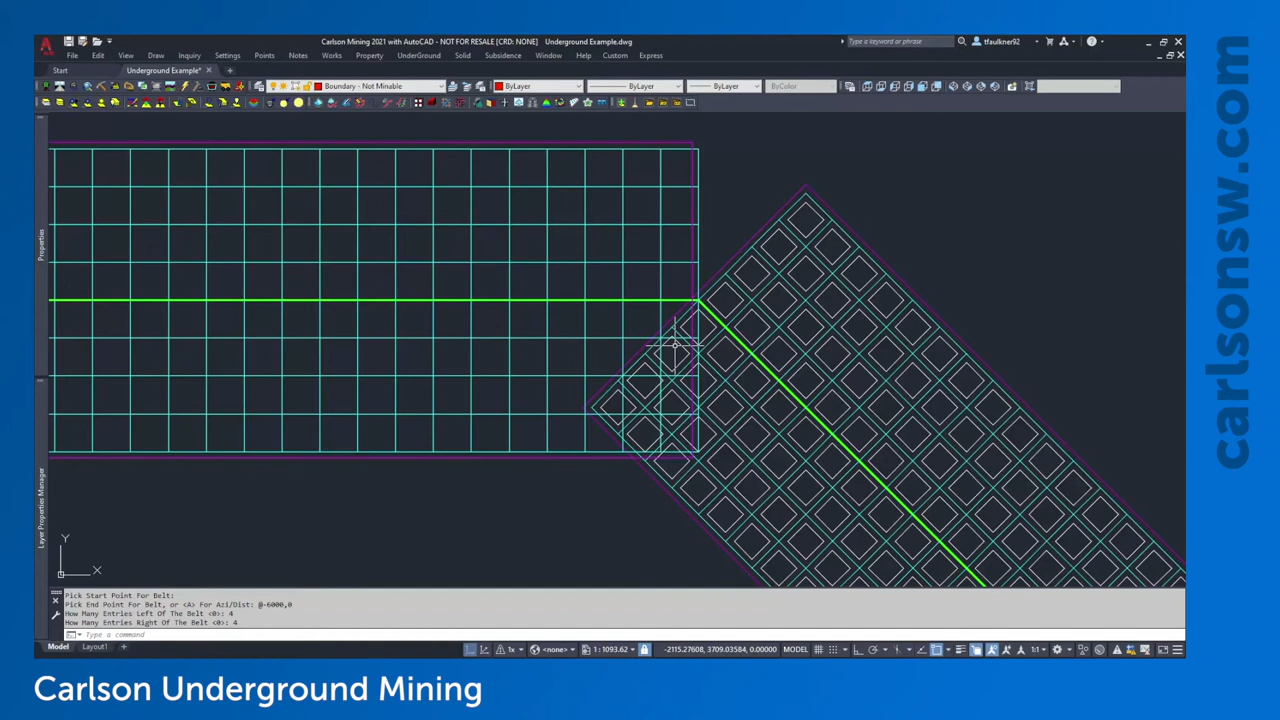 Carlson Mining 2021 with AutoCAD - NOT FOR RESALE [CRD: NONE] Underground Example.dwg
Type a keyword or phrase
tfaulkner92
File Edit View Draw Inquiry Settings Points Notes Works Property UnderGround Solid Subsidence Window Help Custom Express
Start Underground Example*
Boundary - Not Minable ByLayer ByLayer ByLayer ByColor
Properties
Layer Properties Manager
Y
X
Pick Start Point For Belt:
Pick End Point For Belt, or <A> For Azi/Dist: @-6000,0
How Many Entries Left Of The Belt <0>: 4
How Many Entries Right Of The Belt <0>: 4
Type a command
Model Layout1 1x <none> 1:1093.62 -2115.27608, 3709.03584, 0.00000 MODEL 1:1
Carlson Underground Mining
carlsonsw.com